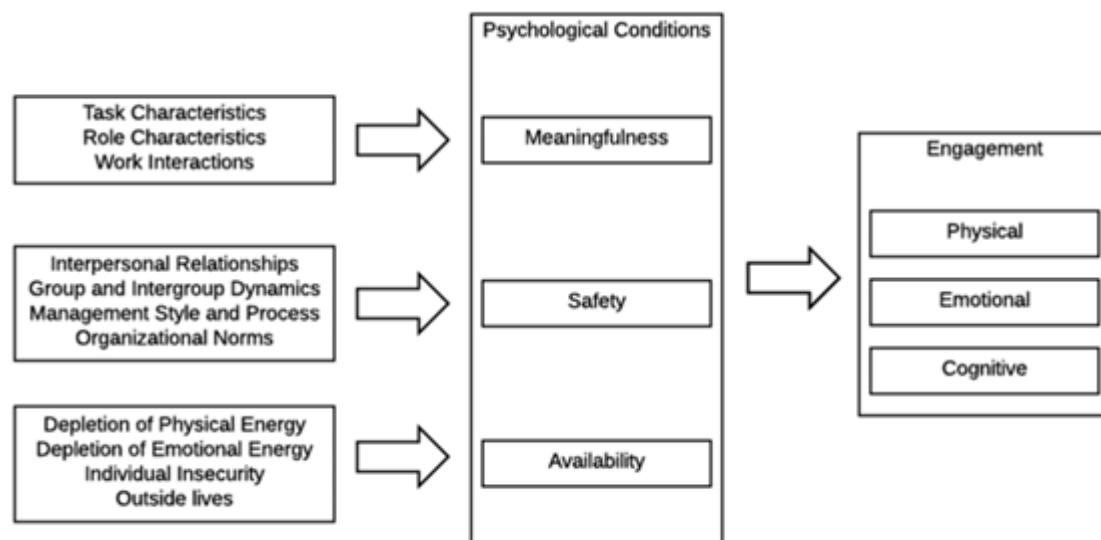 Psychological Conditions
Task Characteristics
Role Characteristics
Work Interactions
Meaningfulness
Interpersonal Relationships
Group and Intergroup Dynamics
Management Style and Process
Organizational Norms
Safety
Depletion of Physical Energy
Depletion of Emotional Energy
Individual Insecurity
Outside lives
Availability
Engagement
Physical
Emotional
Cognitive